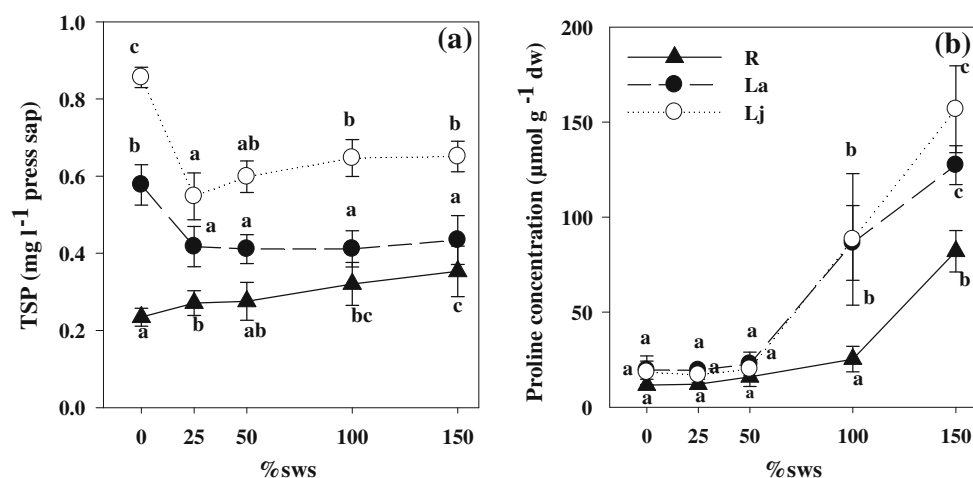 (a)
TSP (mg l-1 press sap)
1.0
0.8
0.6
0.4
0.2
0.0
c
b
a
ab
b
b
a
a
a
a
a
b
ab
bc
c
0 25 50 100 150
% sws
(b)
R
La
Lj
Proline concentration (µmol g-1 dw)
200
150
100
50
0
c
c
b
b
b
a a a
a a a
a a a a
0 25 50 100 150
% sws